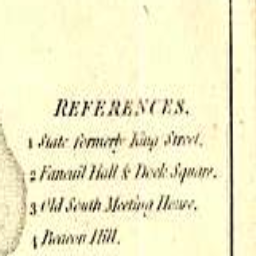 REFERENCES.
1 State formerly King Street.
2 Faneuil Hall & Dock Square.
3 Old South Meeting House.
4 Beacon Hill.